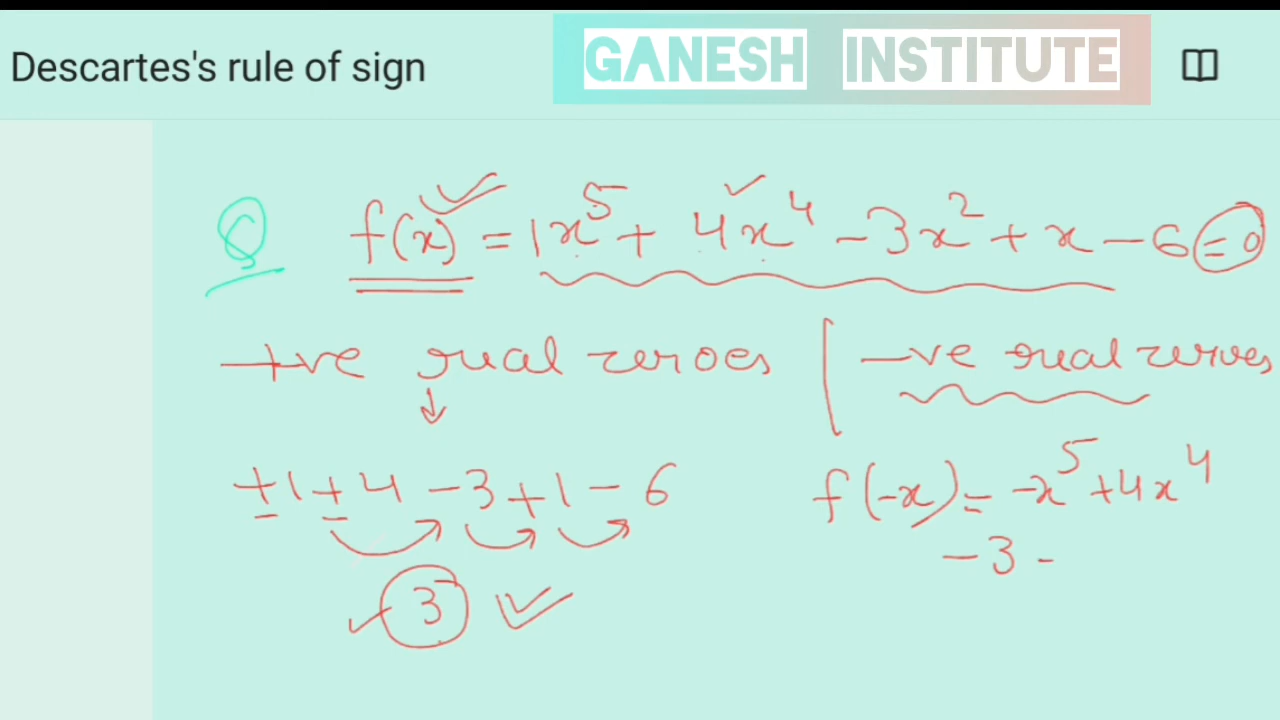 Descartes's rule of sign
GANESH INSTITUTE
Q f(x) = 1x⁵ + 4x⁴ - 3x² + x - 6 = 0
+ve real zeroes | -ve real zeroes
+1 + 4 - 3 + 1 - 6
f(-x) = -x⁵ + 4x⁴
- 3 -
3